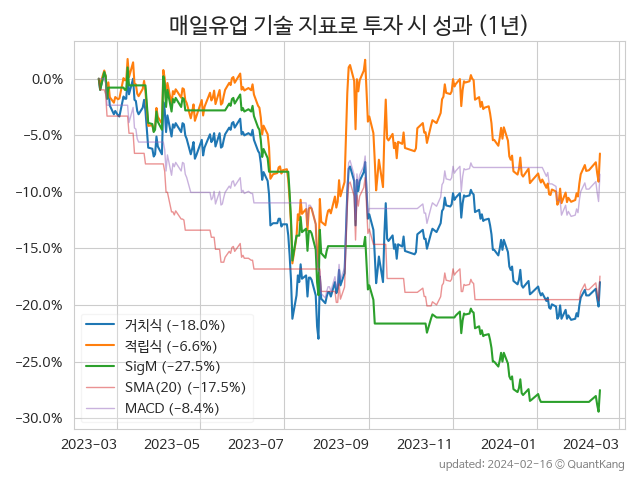 매일유업 기술 지표로 투자 시 성과 (1년)
0.0%
−5.0%
−10.0%
−15.0%
−20.0%
−25.0%
−30.0%
거치식 (−18.0%)
적립식 (−6.6%)
SigM (−27.5%)
SMA(20) (−17.5%)
MACD (−8.4%)
2023-03 2023-05 2023-07 2023-09 2023-11 2024-01 2024-03
updated: 2024-02-16 ⓒ QuantKang